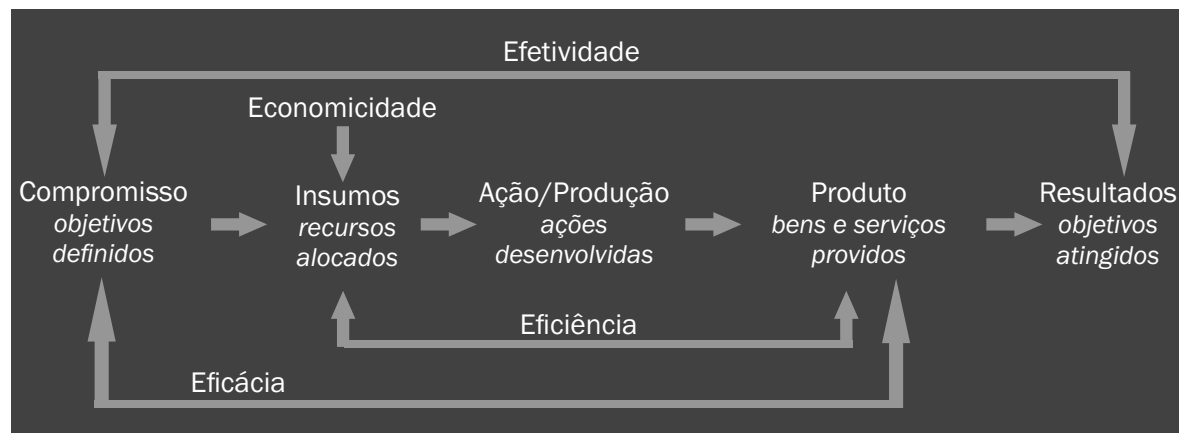 Efetividade
Economicidade
Compromisso
objetivos
definidos
Insumos
recursos
alocados
Ação/Produção
ações
desenvolvidas
Produto
bens e serviços
providos
Resultados
objetivos
atingidos
Eficiência
Eficácia